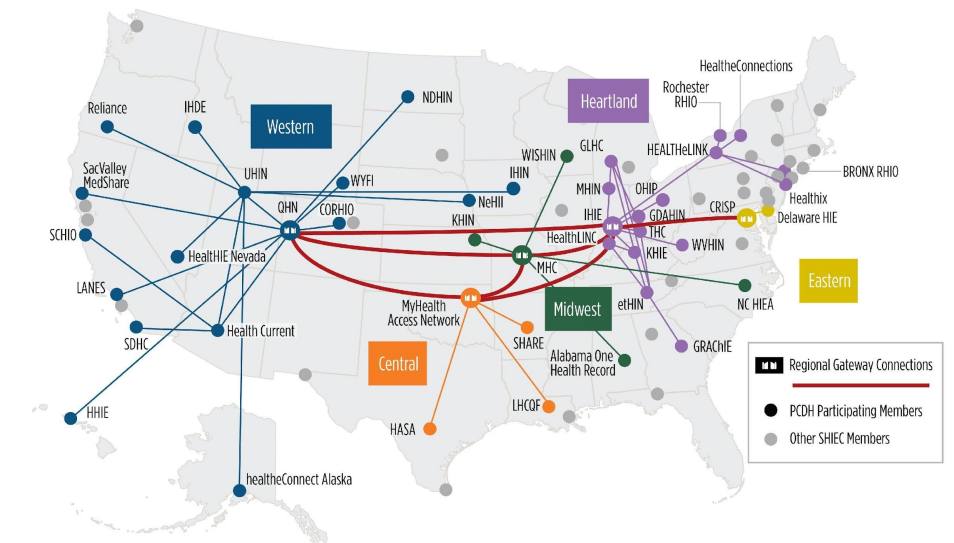 HealtheConnections
Rochester
RHIO
Heartland
NDHIN
Reliance
IHDE
Western
WISHIN
GLHC
HEALTHeLINK
SacValley
MedShare
UHIN
WYFI
IHIN
MHIN
OHIP
BRONX RHIO
QHN
CORHIO
NeHII
KHIN
IHIE
GDAHIN
CRISP
Healthix
Delaware HIE
SCHIO
HealthLINC
THC
WVHIN
HealtHIE Nevada
KHIE
MHC
Eastern
LANES
MyHealth
Access Network
Midwest
etHIN
NC HIEA
SDHC
Health Current
SHARE
GRAChIE
Central
Alabama One
Health Record
Regional Gateway Connections
HHIE
LHCQF
PCDH Participating Members
HASA
Other SHIEC Members
healtheConnect Alaska